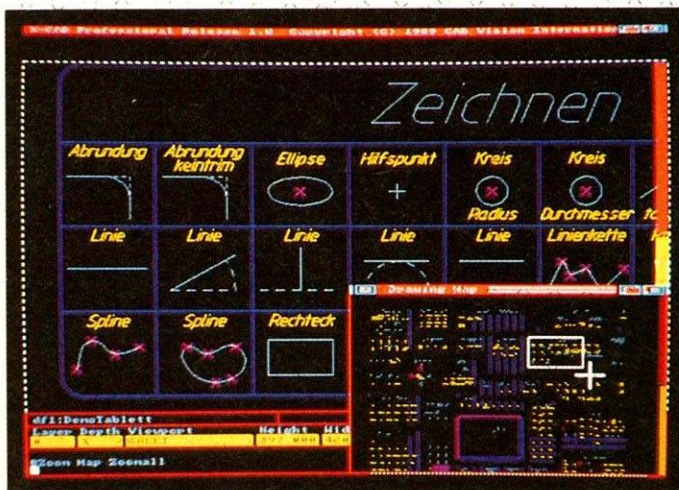 X-CAD Professional Release 1.0 Copyright (C) 1989 CAD Vision Internatio
Zeichnen
Abrundung
Abrundung keintrim
Ellipse
Hilfspunkt
Kreis Radius
Kreis Durchmesser
Linie
Linie
Linie
Linie
Linie
Linienkette
Spline
Spline
Rechteck
Drawing Map
df1:DemoTablett
Layer Depth Viewport Height
Zoom Map Zoomall